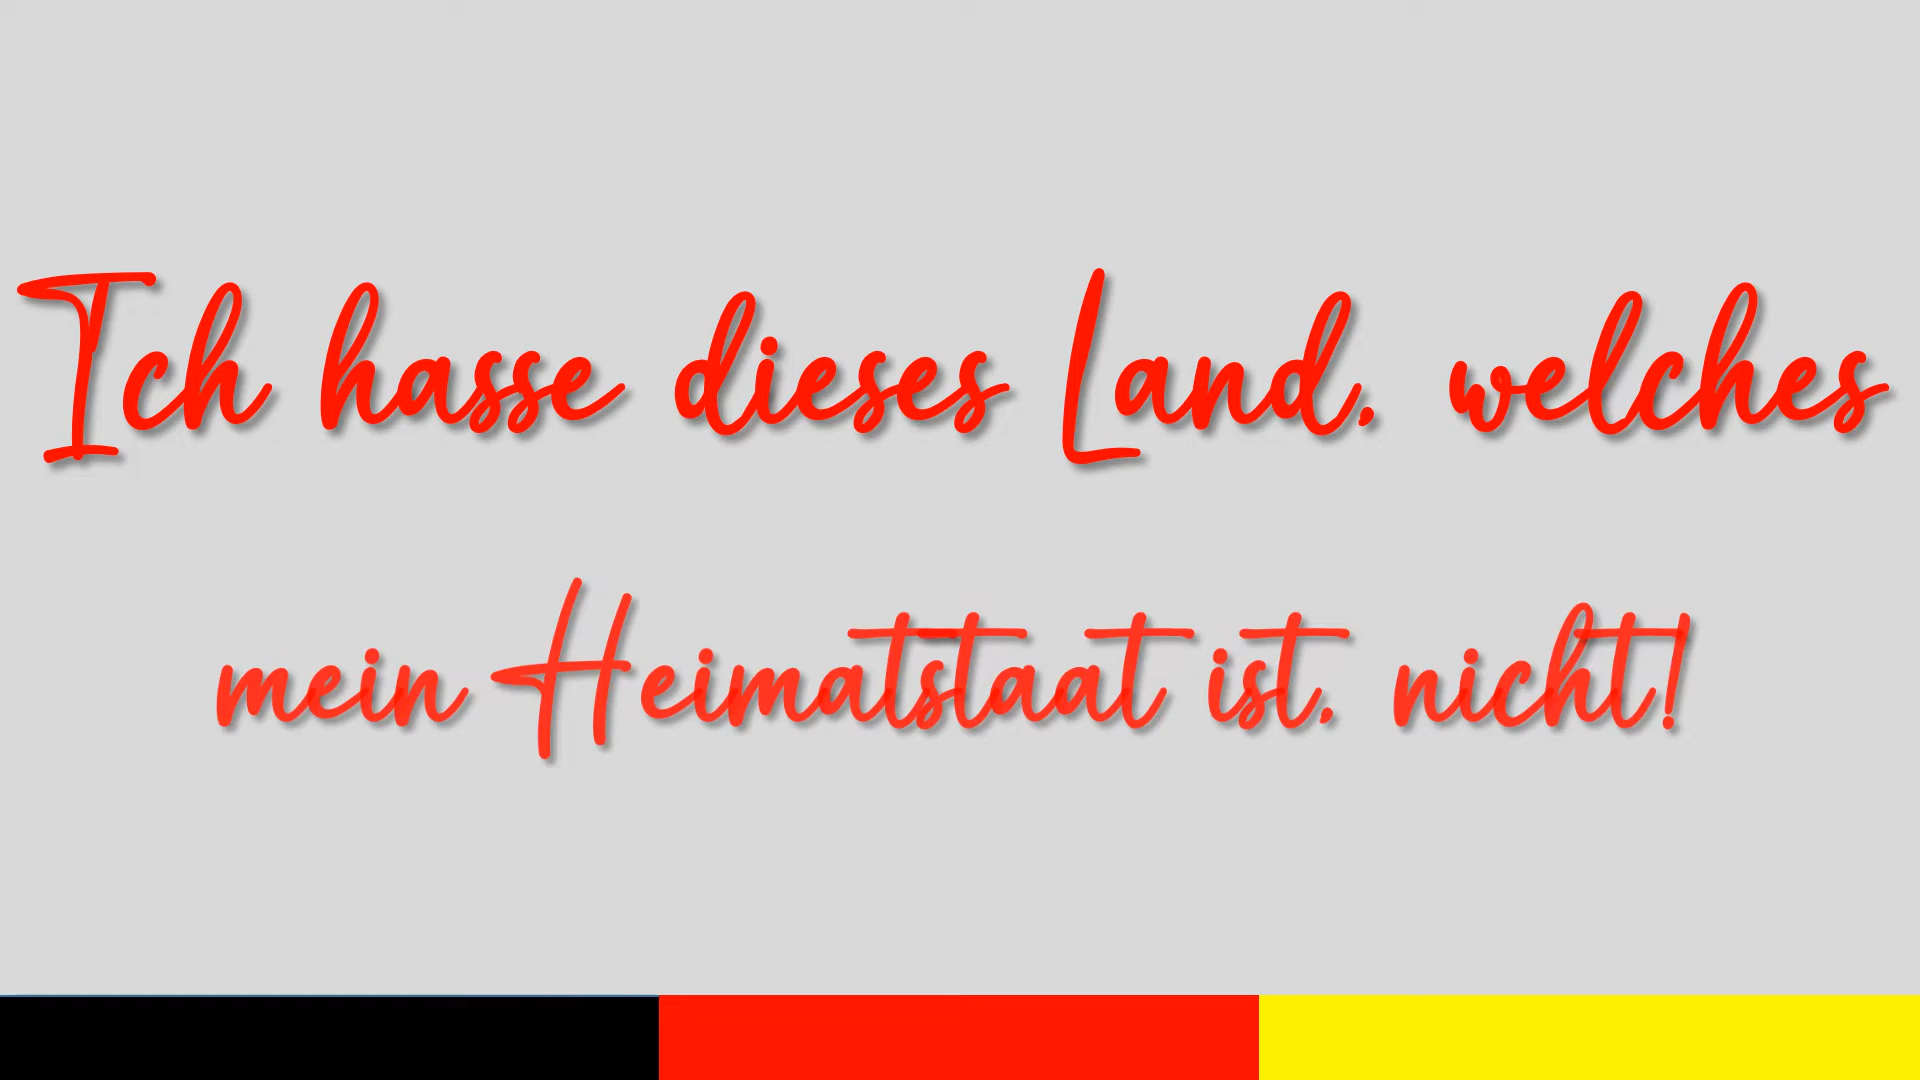 Ich hasse dieses Land, welches
mein Heimatstaat ist, nicht!